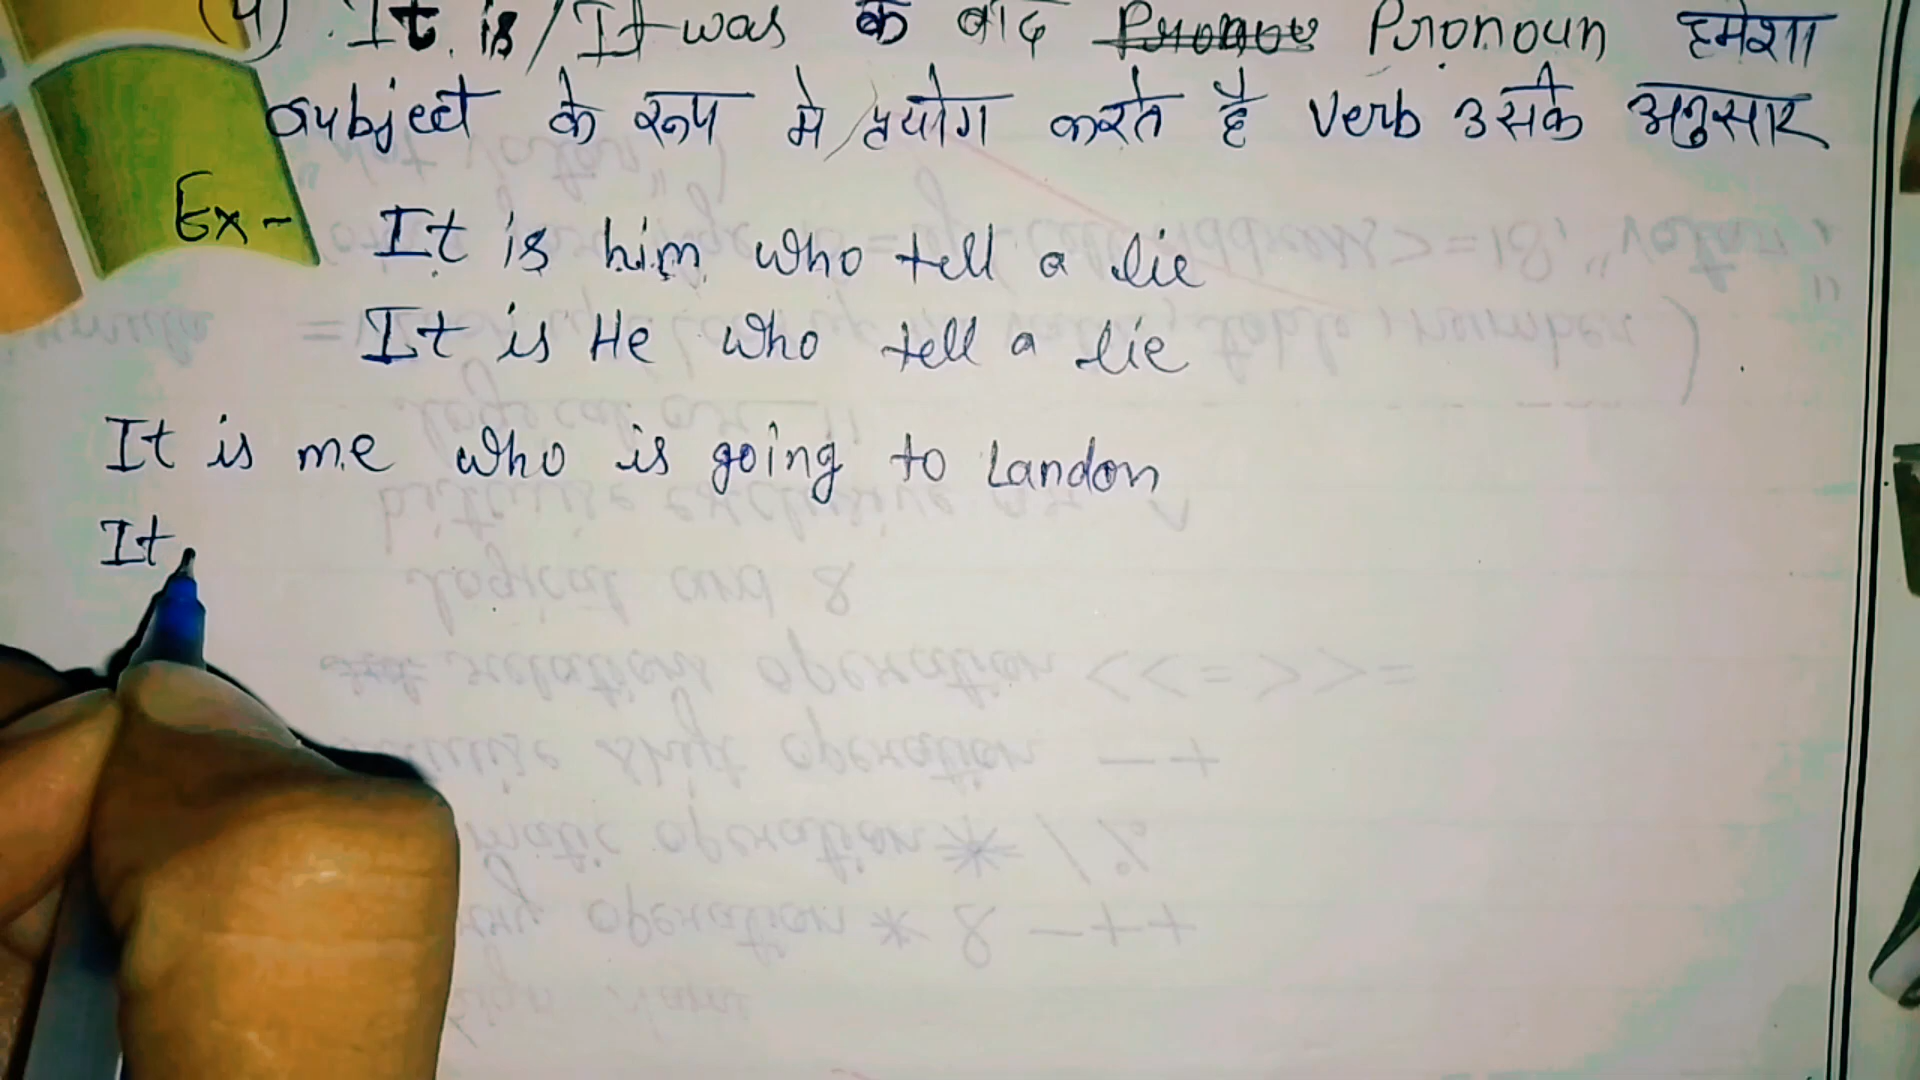 (4) It is/It was के बाद Pronoun हमेशा
subject के रूप मे प्रयोग करते है verb उसके अनुसार
Ex- It is him who tell a lie
It is He who tell a lie
It is me who is going to Landon
It